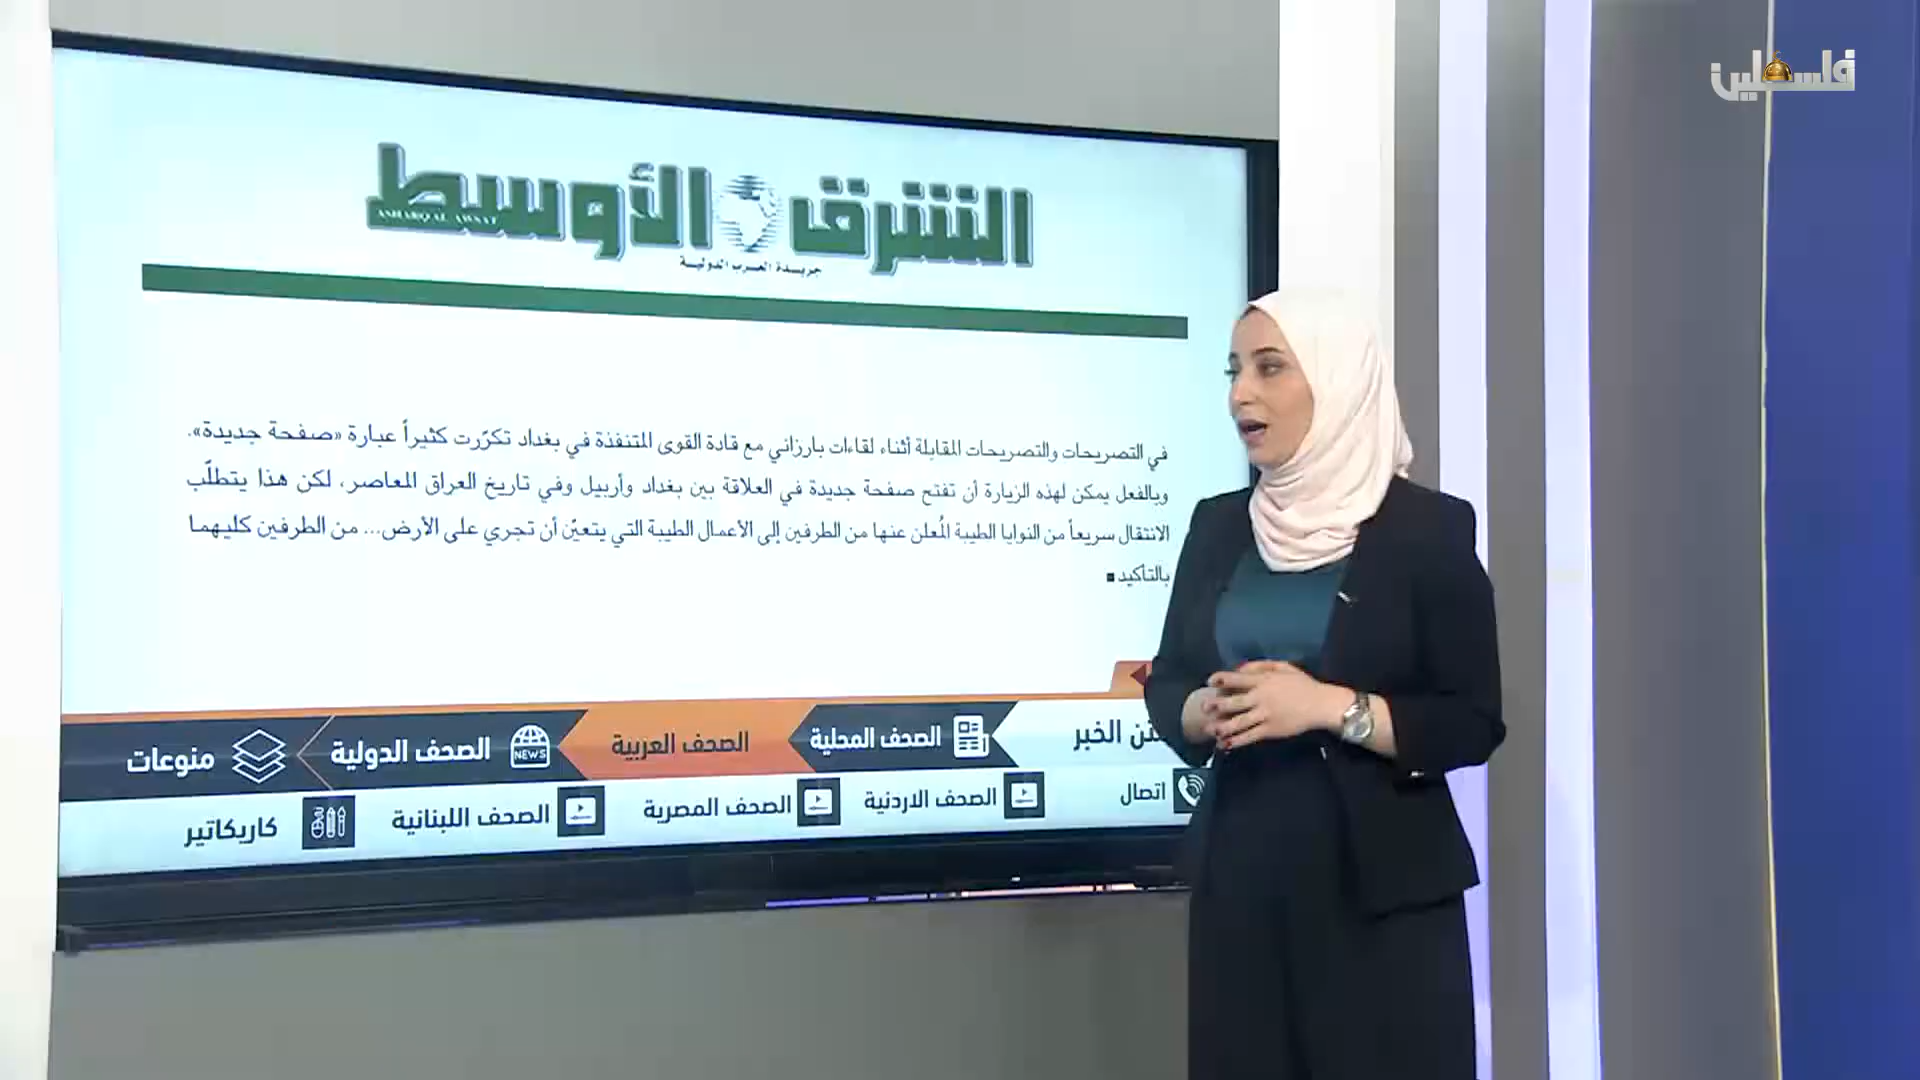 فلسطين
الشرق الأوسط
ASHARQ AL AWSAT
جريدة العرب الدولية
في التصريحات والتصريحات المقابلة أثناء لقاءات بارزاني مع قادة القوى المتنفذة في بغداد تكرّرت كثيراً عبارة «صفحة جديدة».
وبالفعل يمكن لهذه الزيارة أن تفتح صفحة جديدة في العلاقة بين بغداد وأربيل وفي تاريخ العراق المعاصر، لكن هذا يتطلّب
الانتقال سريعاً من النوايا الطيبة المُعلن عنها من الطرفين إلى الأعمال الطيبة التي يتعيّن أن تجري على الأرض... من الطرفين كليهما
بالتأكيد
الخبر
الصحف المحلية
الصحف العربية
NEWS
الصحف الدولية
منوعات
اتصال
الصحف الاردنية
الصحف المصرية
الصحف اللبنانية
كاريكاتير